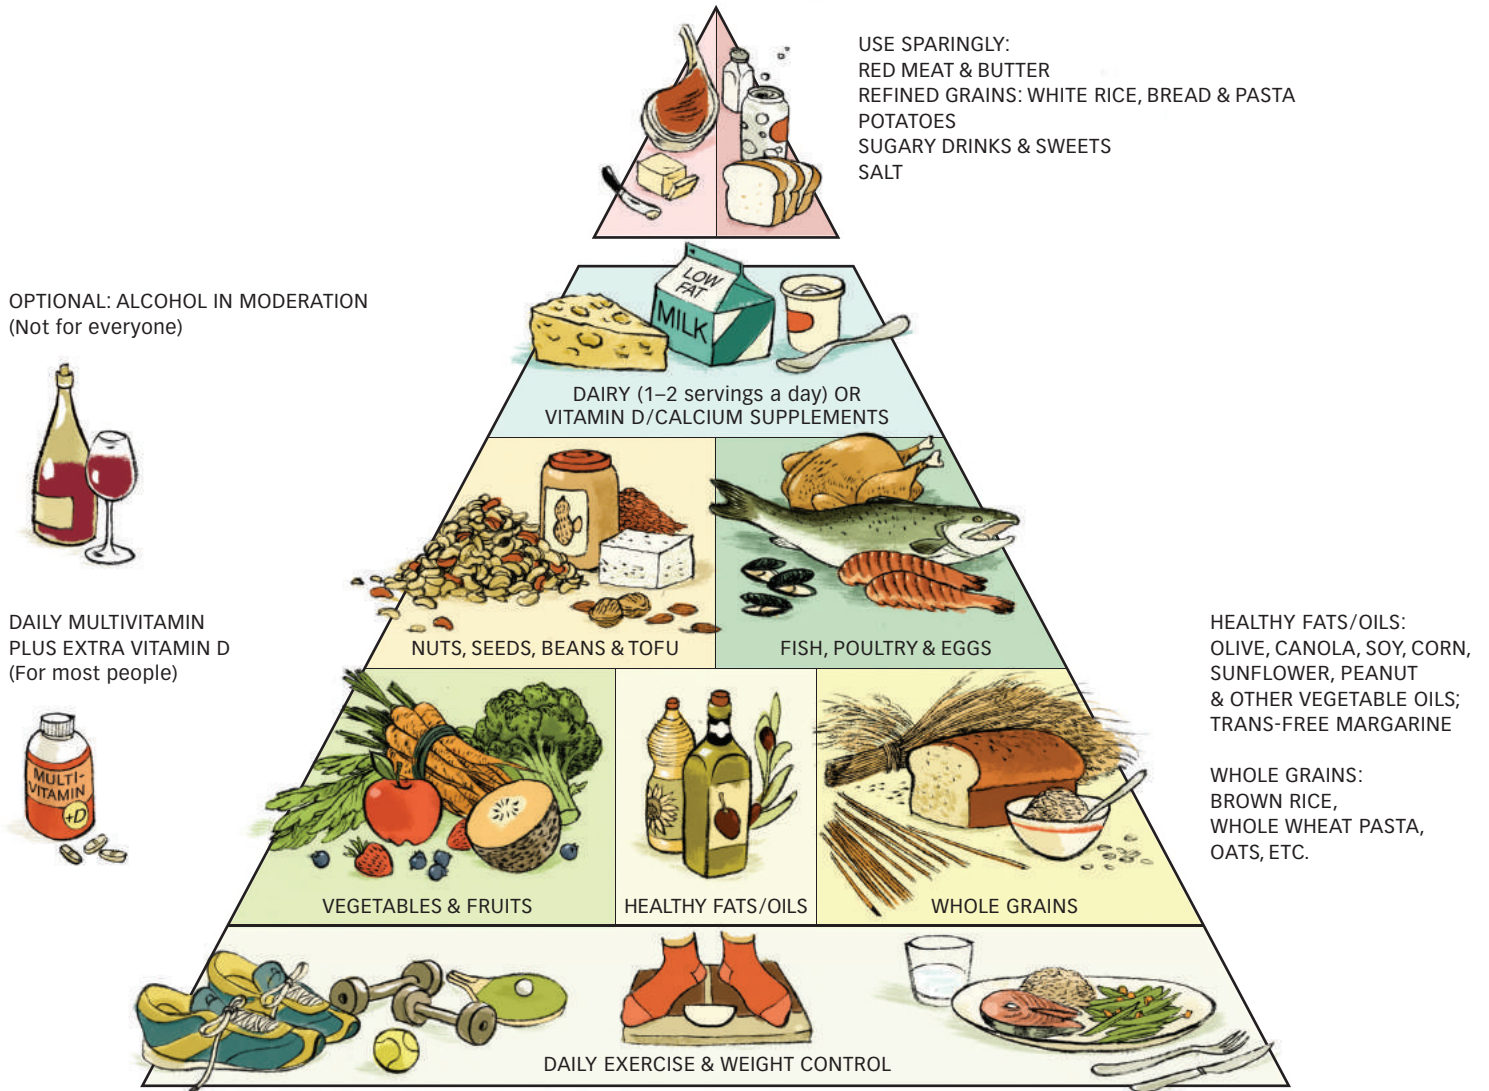 USE SPARINGLY:
RED MEAT & BUTTER
REFINED GRAINS: WHITE RICE, BREAD & PASTA
POTATOES
SUGARY DRINKS & SWEETS
SALT
OPTIONAL: ALCOHOL IN MODERATION
(Not for everyone)
LOW
FAT
MILK
DAIRY (1–2 servings a day) OR
VITAMIN D/CALCIUM SUPPLEMENTS
DAILY MULTIVITAMIN
PLUS EXTRA VITAMIN D
(For most people)
MULTI-
VITAMIN
+D
NUTS, SEEDS, BEANS & TOFU
FISH, POULTRY & EGGS
HEALTHY FATS/OILS:
OLIVE, CANOLA, SOY, CORN,
SUNFLOWER, PEANUT
& OTHER VEGETABLE OILS;
TRANS-FREE MARGARINE
WHOLE GRAINS:
BROWN RICE,
WHOLE WHEAT PASTA,
OATS, ETC.
VEGETABLES & FRUITS
HEALTHY FATS/OILS
WHOLE GRAINS
DAILY EXERCISE & WEIGHT CONTROL